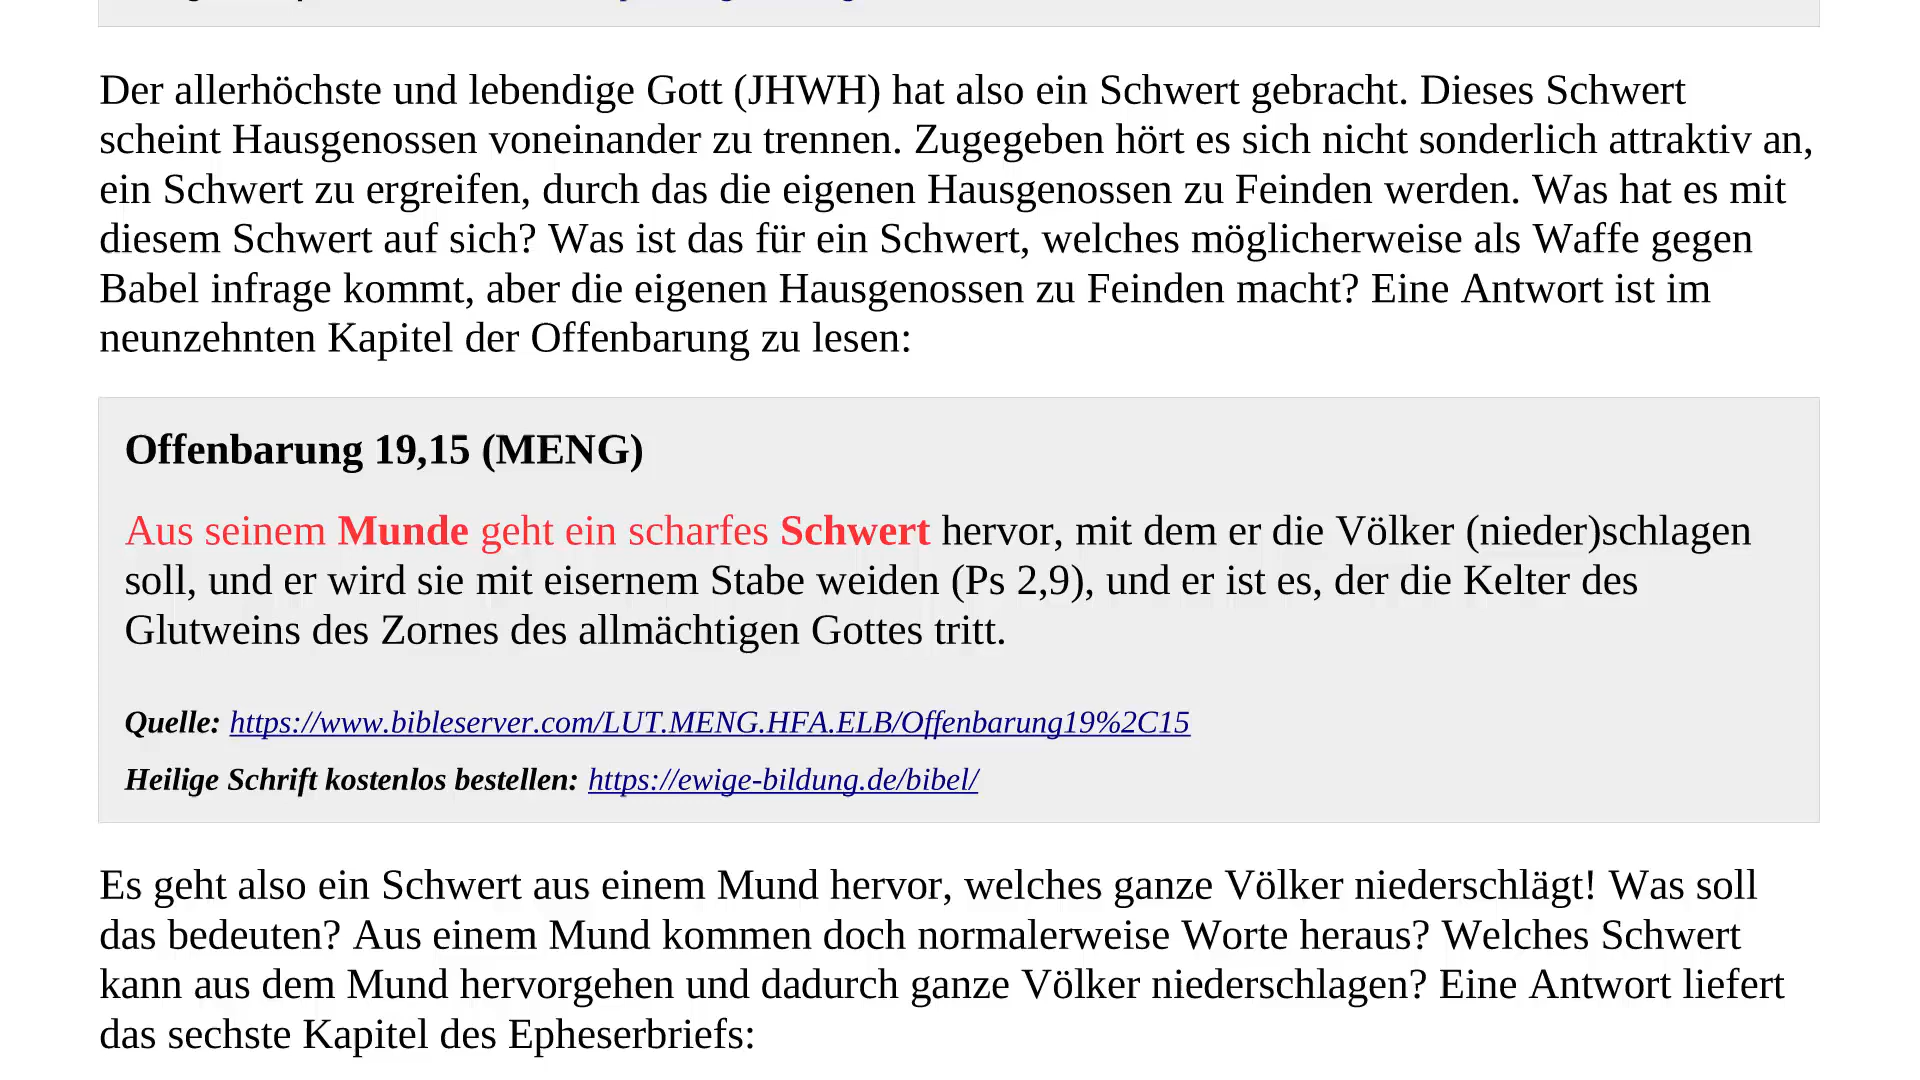 Der allerhöchste und lebendige Gott (JHWH) hat also ein Schwert gebracht. Dieses Schwert
scheint Hausgenossen voneinander zu trennen. Zugegeben hört es sich nicht sonderlich attraktiv an,
ein Schwert zu ergreifen, durch das die eigenen Hausgenossen zu Feinden werden. Was hat es mit
diesem Schwert auf sich? Was ist das für ein Schwert, welches möglicherweise als Waffe gegen
Babel infrage kommt, aber die eigenen Hausgenossen zu Feinden macht? Eine Antwort ist im
neunzehnten Kapitel der Offenbarung zu lesen:
Offenbarung 19,15 (MENG)
Aus seinem Munde geht ein scharfes Schwert hervor, mit dem er die Völker (nieder)schlagen
soll, und er wird sie mit eisernem Stabe weiden (Ps 2,9), und er ist es, der die Kelter des
Glutweins des Zornes des allmächtigen Gottes tritt.
Quelle: https://www.bibleserver.com/LUT.MENG.HFA.ELB/Offenbarung19%2C15
Heilige Schrift kostenlos bestellen: https://ewige-bildung.de/bibel/
Es geht also ein Schwert aus einem Mund hervor, welches ganze Völker niederschlägt! Was soll
das bedeuten? Aus einem Mund kommen doch normalerweise Worte heraus? Welches Schwert
kann aus dem Mund hervorgehen und dadurch ganze Völker niederschlagen? Eine Antwort liefert
das sechste Kapitel des Epheserbriefs: